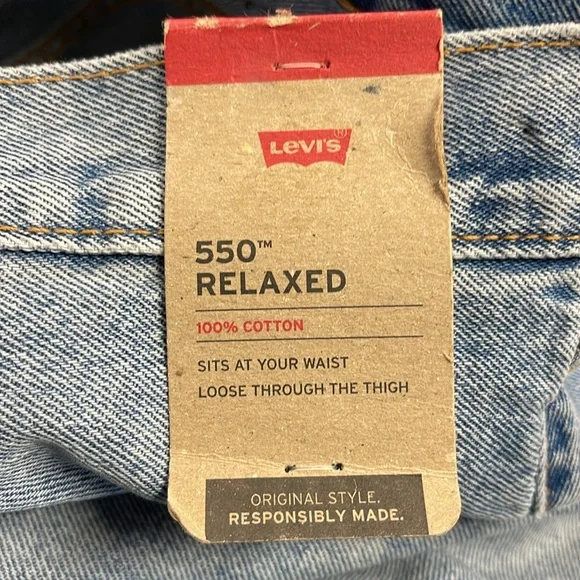 LEVI'S®
550™
RELAXED
100% COTTON
SITS AT YOUR WAIST
LOOSE THROUGH THE THIGH
ORIGINAL STYLE.
RESPONSIBLY MADE.